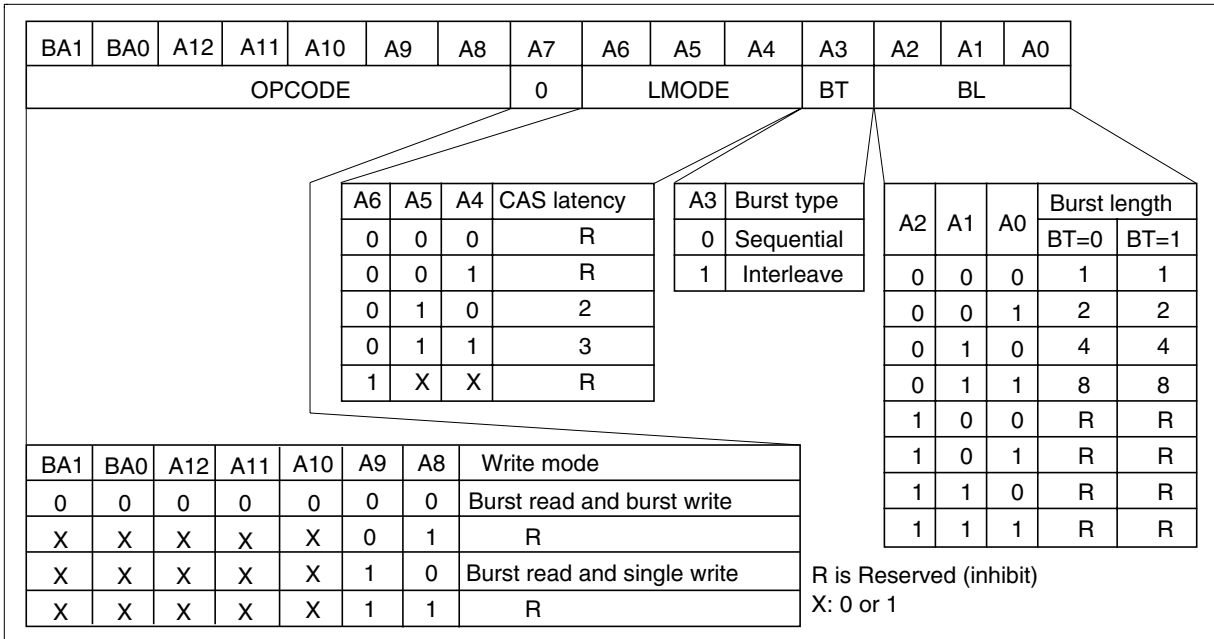 BA1 BA0 A12 A11 A10 A9 A8 A7 A6 A5 A4 A3 A2 A1 A0
OPCODE 0 LMODE BT BL
A6 A5 A4 CAS latency
0 0 0 R
0 0 1 R
0 1 0 2
0 1 1 3
1 X X R
A3 Burst type
0 Sequential
1 Interleave
A2 A1 A0 Burst length
BT=0 BT=1
0 0 0 1 1
0 0 1 2 2
0 1 0 4 4
0 1 1 8 8
1 0 0 R R
1 0 1 R R
1 1 0 R R
1 1 1 R R
BA1 BA0 A12 A11 A10 A9 A8 Write mode
0 0 0 0 0 0 0 Burst read and burst write
X X X X X 0 1 R
X X X X X 1 0 Burst read and single write
X X X X X 1 1 R
R is Reserved (inhibit)
X: 0 or 1